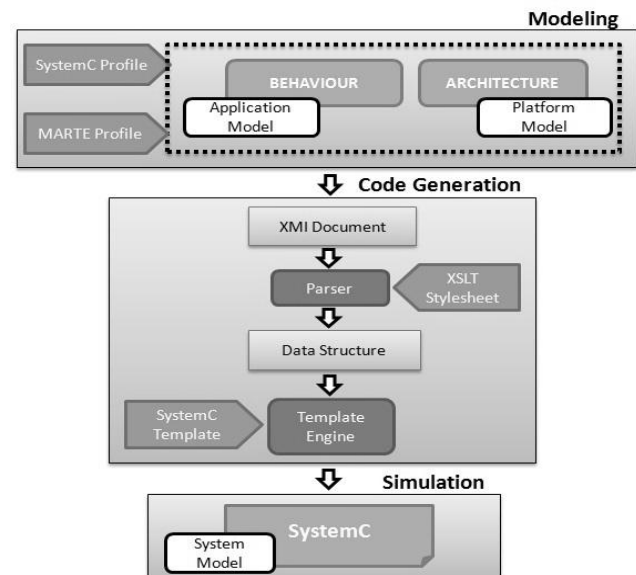 Modeling
SystemC Profile
BEHAVIOUR
ARCHITECTURE
Application
Model
Platform
Model
MARTE Profile
Code Generation
XMI Document
Parser
XSLT
Stylesheet
Data Structure
SystemC
Template
Template
Engine
Simulation
SystemC
System
Model